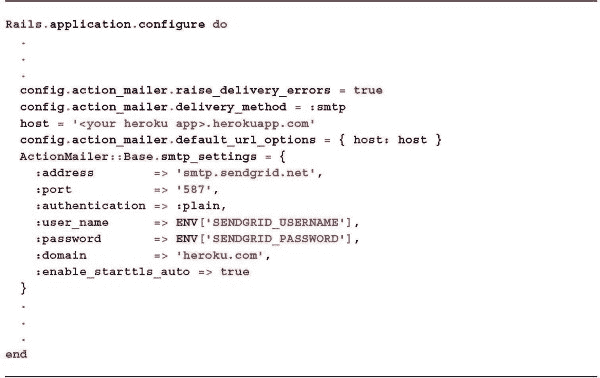 Rails.application.configure do
  .
  .
  .
  config.action_mailer.raise_delivery_errors = true
  config.action_mailer.delivery_method = :smtp
  host = '<your heroku app>.herokuapp.com'
  config.action_mailer.default_url_options = { host: host }
  ActionMailer::Base.smtp_settings = {
    :address        => 'smtp.sendgrid.net',
    :port           => '587',
    :authentication => :plain,
    :user_name      => ENV['SENDGRID_USERNAME'],
    :password       => ENV['SENDGRID_PASSWORD'],
    :domain         => 'heroku.com',
    :enable_starttls_auto => true
  }
  .
  .
  .
end